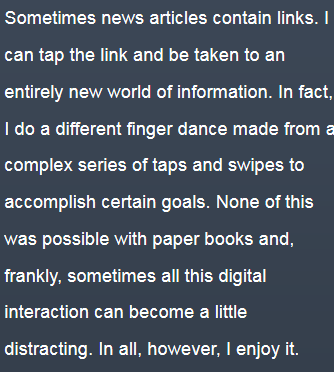 Sometimes news articles contain links. I
can tap the link and be taken to an
entirely new world of information. In fact,
I do a different finger dance made from a
complex series of taps and swipes to
accomplish certain goals. None of this
was possible with paper books and,
frankly, sometimes all this digital
interaction can become a little
distracting. In all, however, I enjoy it.